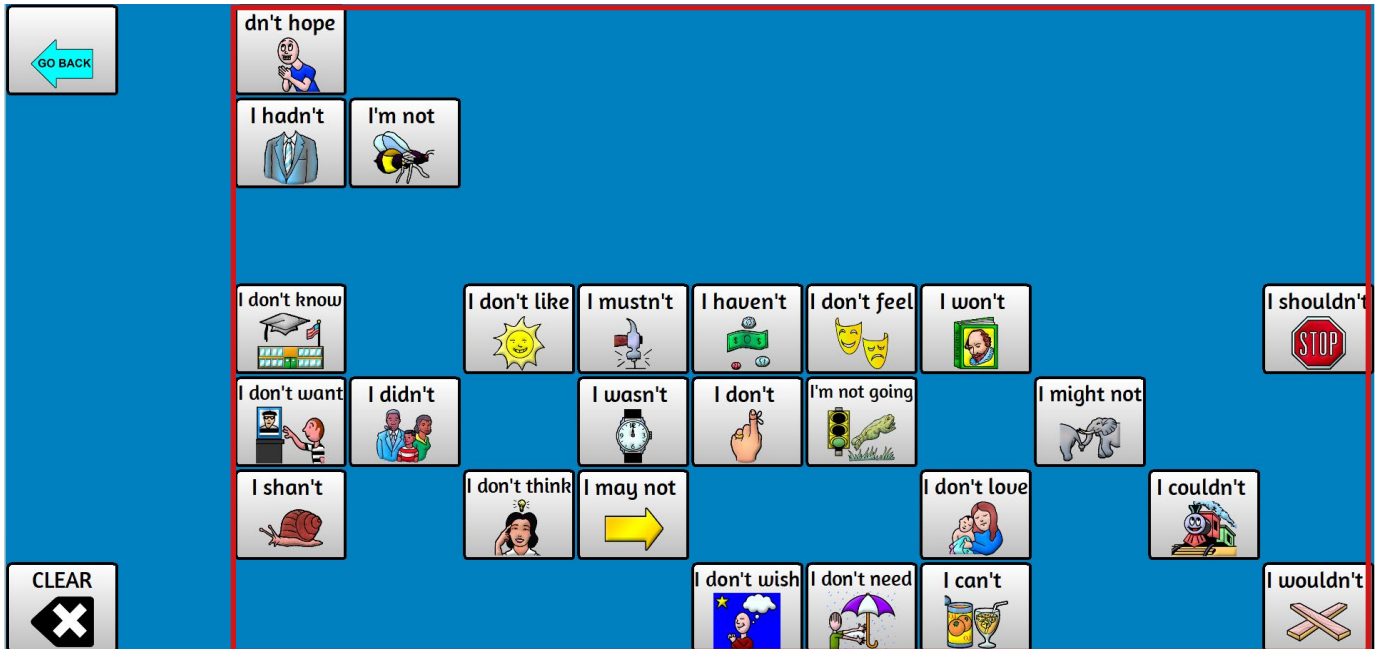 dn't hope
GO BACK
I hadn't
I'm not
I don't know
I don't like
I mustn't
I haven't
I don't feel
I won't
I shouldn't
STOP
I don't want
I didn't
I wasn't
I don't
I'm not going
I might not
I shan't
I don't think
I may not
I don't love
I couldn't
CLEAR
I don't wish
I don't need
I can't
I wouldn't